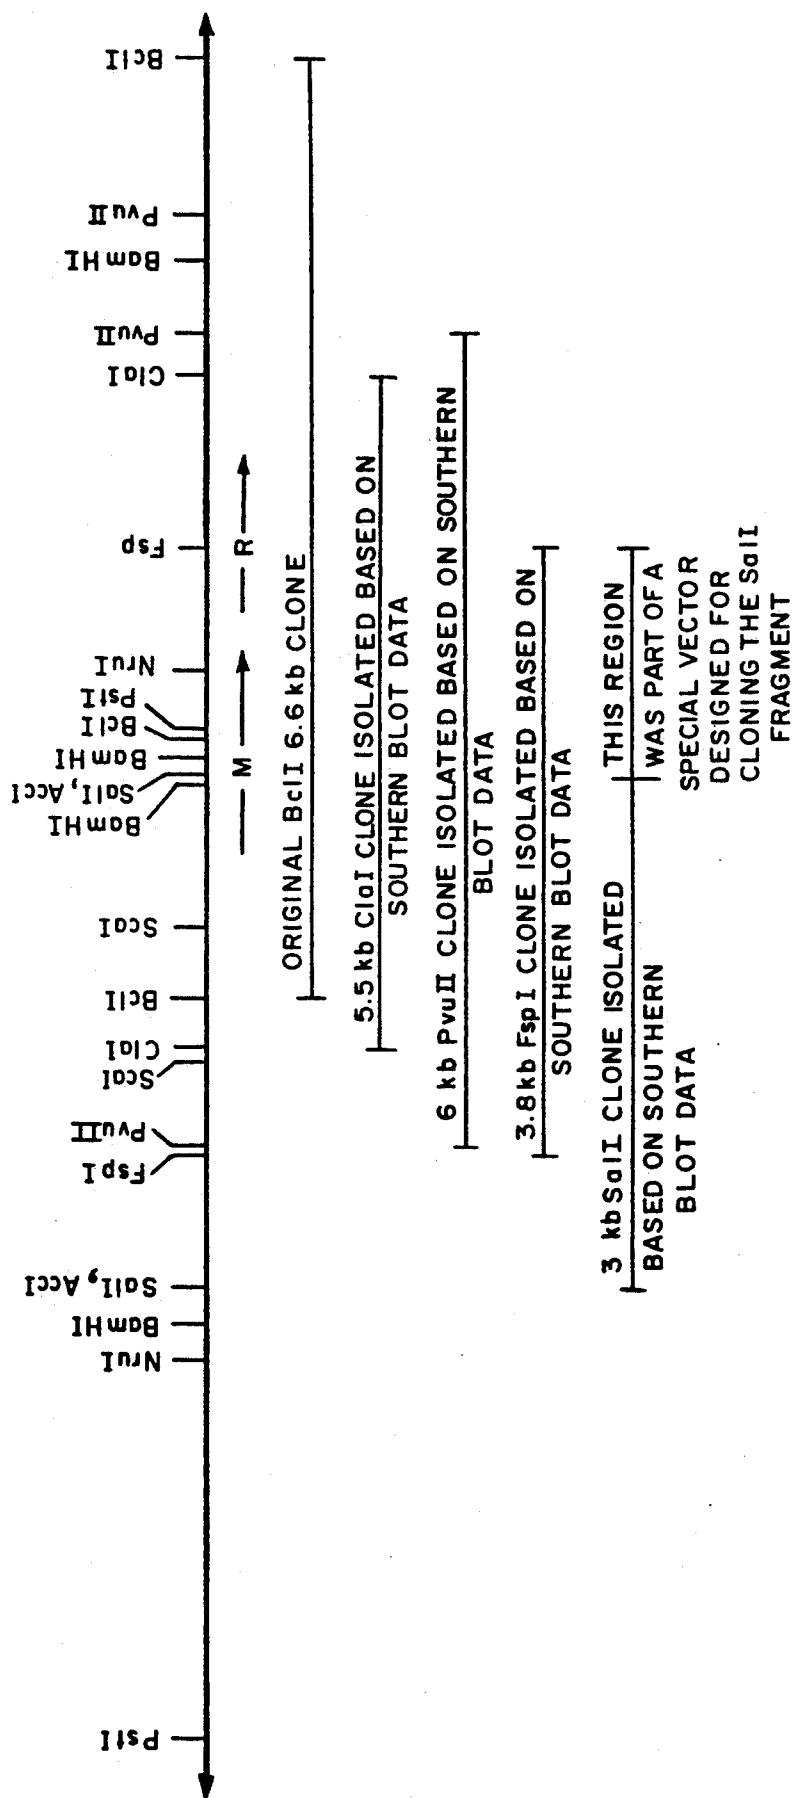 BclI
PvuII
BamHI
PvuII
ClaI
Fsp
NruI
PstI
BclI
BamHI
SalI, AccI
BamHI
ScaI
BclI
ClaI
ScaI
PvuII
FspI
SalI, AccI
BamHI
NruI
PstI
M
R
ORIGINAL BclI 6.6 kb CLONE
5.5 kb ClaI CLONE ISOLATED BASED ON
SOUTHERN BLOT DATA
6 kb PvuII CLONE ISOLATED BASED ON SOUTHERN
BLOT DATA
3.8 kb FspI CLONE ISOLATED BASED ON
SOUTHERN BLOT DATA
3 kb SalI CLONE ISOLATED
BASED ON SOUTHERN
BLOT DATA
THIS REGION
WAS PART OF A
SPECIAL VECTOR
DESIGNED FOR
CLONING THE SalI
FRAGMENT